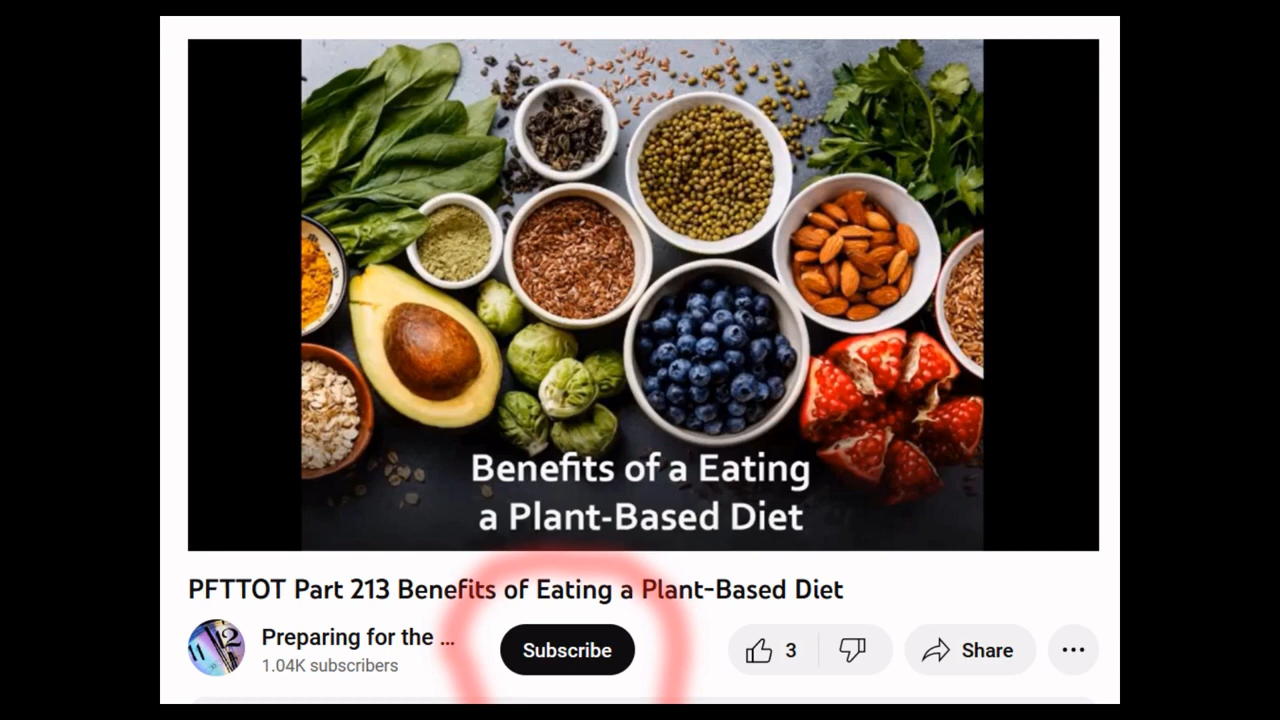 Benefits of a Eating
a Plant-Based Diet
PFTTOT Part 213 Benefits of Eating a Plant-Based Diet
Preparing for the ...
1.04K subscribers
Subscribe
3
Share